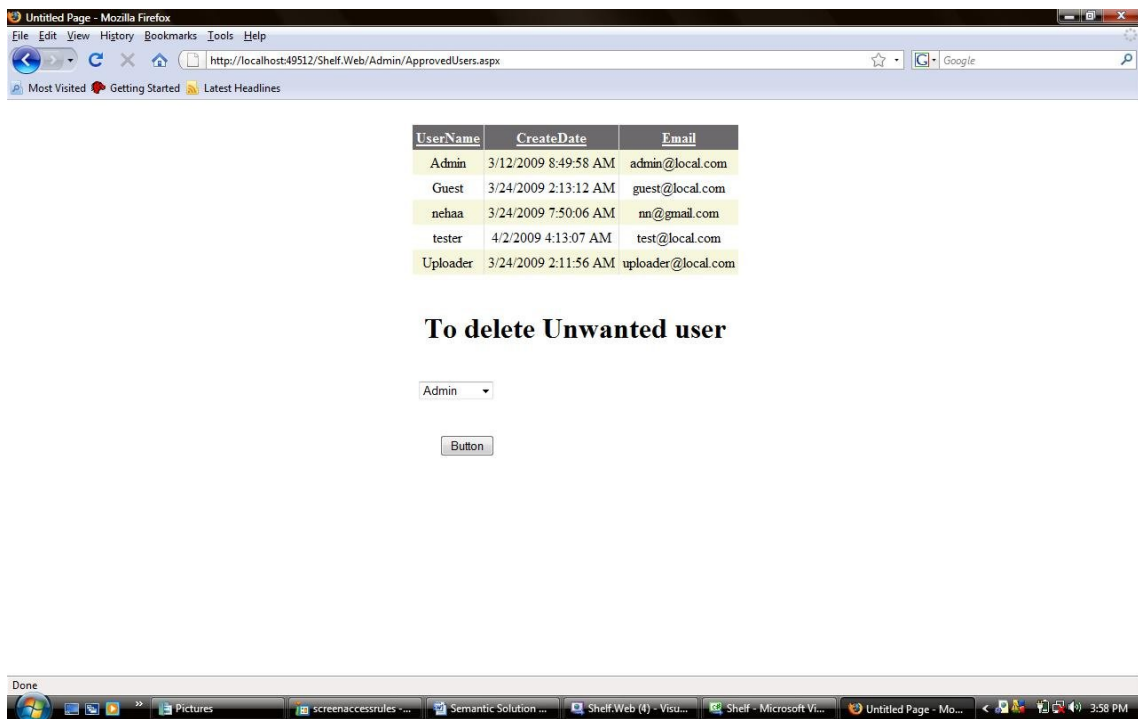 Untitled Page - Mozilla Firefox
File Edit View History Bookmarks Tools Help
http://localhost:49512/Shelf.Web/Admin/ApprovedUsers.aspx
G Google
Most Visited Getting Started Latest Headlines
UserName CreateDate Email
Admin 3/12/2009 8:49:58 AM admin@local.com
Guest 3/24/2009 2:13:12 AM guest@local.com
nehaa 3/24/2009 7:50:06 AM nn@gmail.com
tester 4/2/2009 4:13:07 AM test@local.com
Uploader 3/24/2009 2:11:56 AM uploader@local.com
To delete Unwanted user
Admin
Button
Done
» Pictures screenaccessrules -... Semantic Solution ... Shelf.Web (4) - Visu... Shelf - Microsoft Vi... Untitled Page - Mo... < 3:58 PM